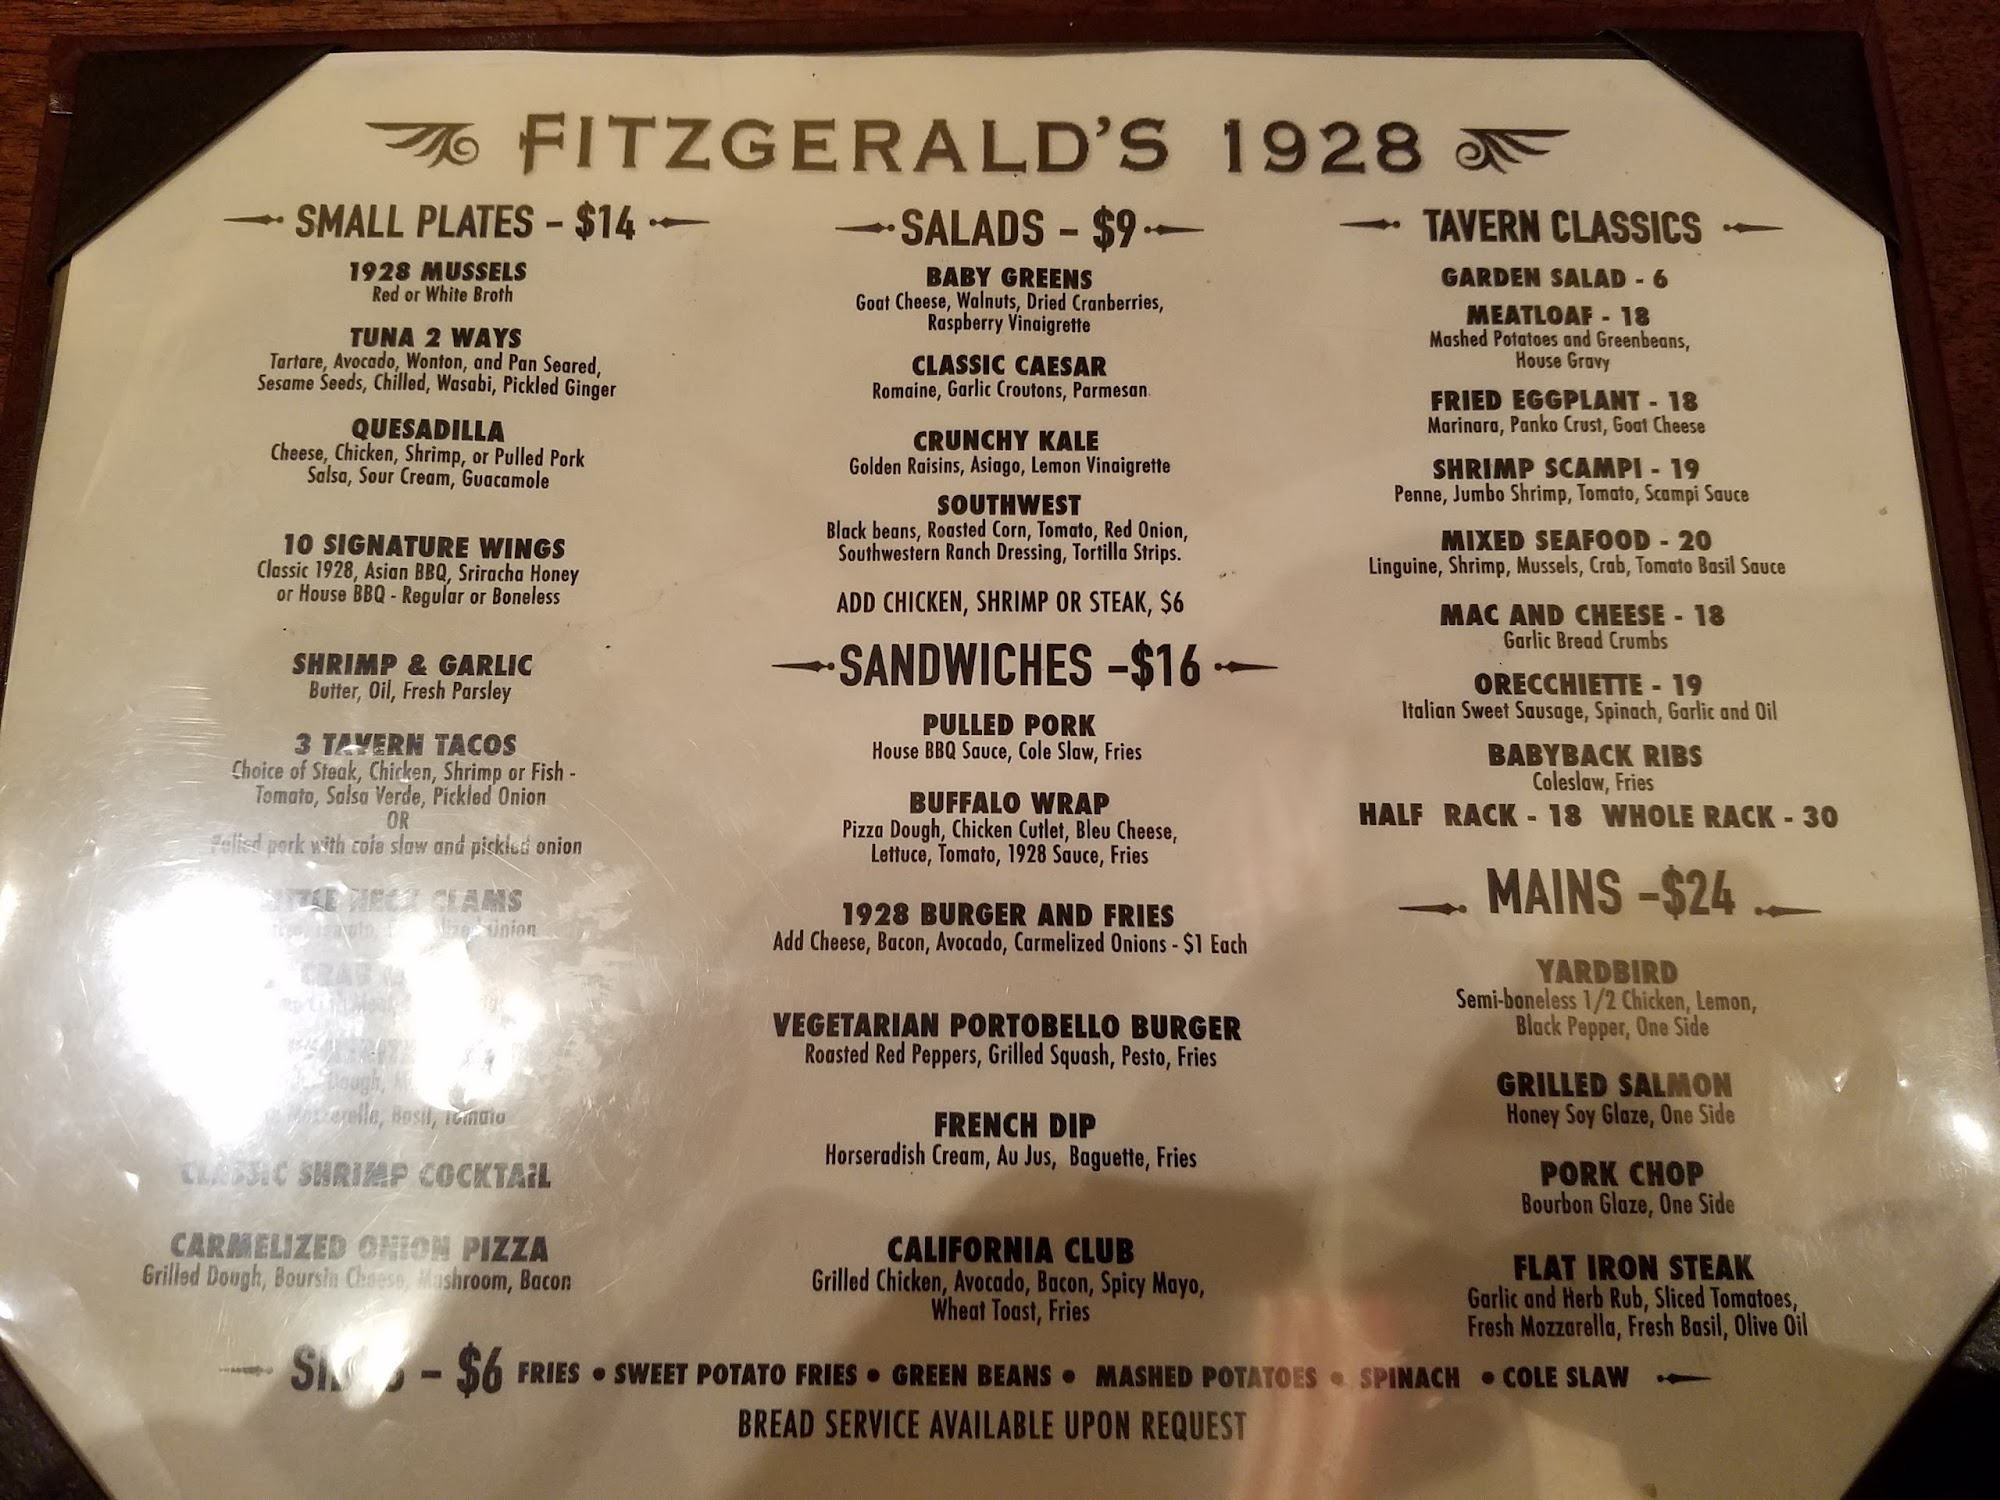 FITZGERALD'S 1928
SMALL PLATES - $14
1928 MUSSELS
Red or White Broth
TUNA 2 WAYS
Tartare, Avocado, Wonton, and Pan Seared,
Sesame Seeds, Chilled, Wasabi, Pickled Ginger
QUESADILLA
Cheese, Chicken, Shrimp, or Pulled Pork
Salsa, Sour Cream, Guacamole
10 SIGNATURE WINGS
Classic 1928, Asian BBQ, Sriracha Honey
or House BBQ - Regular or Boneless
SHRIMP & GARLIC
Butter, Oil, Fresh Parsley
3 TAVERN TACOS
Choice of Steak, Chicken, Shrimp or Fish -
Tomato, Salsa Verde, Pickled Onion
OR
Pulled pork with cole slaw and pickled onion
CLAMS
Onion
CRAB
Dough,
Mozzarella, Basil, Tomato
CLASSIC SHRIMP COCKTAIL
CARMELIZED ONION PIZZA
Grilled Dough, Boursin Cheese, Mushroom, Bacon
SALADS - $9
BABY GREENS
Goat Cheese, Walnuts, Dried Cranberries,
Raspberry Vinaigrette
CLASSIC CAESAR
Romaine, Garlic Croutons, Parmesan
CRUNCHY KALE
Golden Raisins, Asiago, Lemon Vinaigrette
SOUTHWEST
Black beans, Roasted Corn, Tomato, Red Onion,
Southwestern Ranch Dressing, Tortilla Strips.
ADD CHICKEN, SHRIMP OR STEAK, $6
SANDWICHES -$16
PULLED PORK
House BBQ Sauce, Cole Slaw, Fries
BUFFALO WRAP
Pizza Dough, Chicken Cutlet, Bleu Cheese,
Lettuce, Tomato, 1928 Sauce, Fries
1928 BURGER AND FRIES
Add Cheese, Bacon, Avocado, Carmelized Onions - $1 Each
VEGETARIAN PORTOBELLO BURGER
Roasted Red Peppers, Grilled Squash, Pesto, Fries
FRENCH DIP
Horseradish Cream, Au Jus, Baguette, Fries
CALIFORNIA CLUB
Grilled Chicken, Avocado, Bacon, Spicy Mayo,
Wheat Toast, Fries
TAVERN CLASSICS
GARDEN SALAD - 6
MEATLOAF - 18
Mashed Potatoes and Greenbeans,
House Gravy
FRIED EGGPLANT - 18
Marinara, Panko Crust, Goat Cheese
SHRIMP SCAMPI - 19
Penne, Jumbo Shrimp, Tomato, Scampi Sauce
MIXED SEAFOOD - 20
Linguine, Shrimp, Mussels, Crab, Tomato Basil Sauce
MAC AND CHEESE - 18
Garlic Bread Crumbs
ORECCHIETTE - 19
Italian Sweet Sausage, Spinach, Garlic and Oil
BABYBACK RIBS
Coleslaw, Fries
HALF RACK - 18 WHOLE RACK - 30
MAINS -$24
YARDBIRD
Semi-boneless 1/2 Chicken, Lemon,
Black Pepper, One Side
GRILLED SALMON
Honey Soy Glaze, One Side
PORK CHOP
Bourbon Glaze, One Side
FLAT IRON STEAK
Garlic and Herb Rub, Sliced Tomatoes,
Fresh Mozzarella, Fresh Basil, Olive Oil
SIDES - $6 FRIES • SWEET POTATO FRIES • GREEN BEANS • MASHED POTATOES • SPINACH • COLE SLAW
BREAD SERVICE AVAILABLE UPON REQUEST